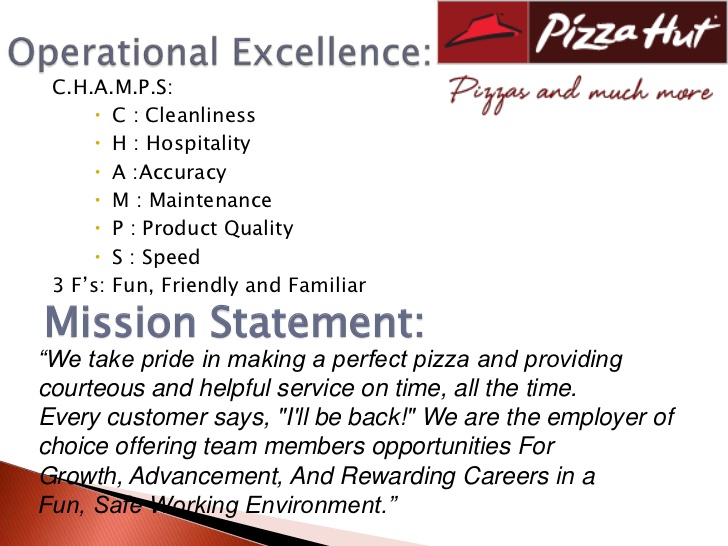 Operational Excellence:
Pizza Hut
Pizzas and much more
C.H.A.M.P.S:
• C : Cleanliness
• H : Hospitality
• A :Accuracy
• M : Maintenance
• P : Product Quality
• S : Speed
3 F’s: Fun, Friendly and Familiar
Mission Statement:
“We take pride in making a perfect pizza and providing
courteous and helpful service on time, all the time.
Every customer says, "I'll be back!" We are the employer of
choice offering team members opportunities For
Growth, Advancement, And Rewarding Careers in a
Fun, Safe Working Environment.”